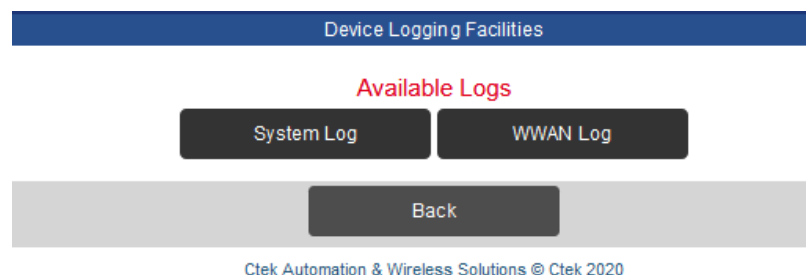 Device Logging Facilities
Available Logs
System Log WWAN Log
Back
Ctek Automation & Wireless Solutions © Ctek 2020